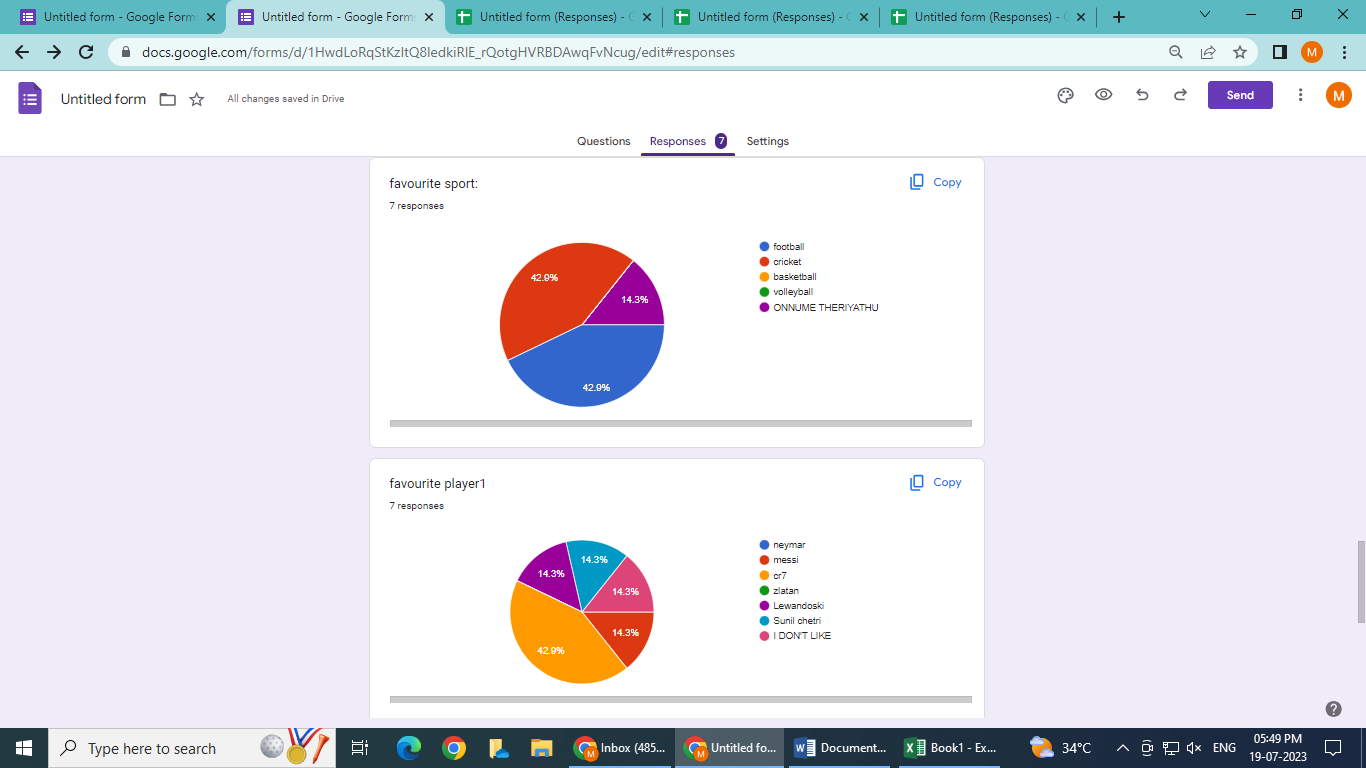 Untitled form - Google Form
Untitled form - Google Form
Untitled form (Responses) -
Untitled form (Responses) -
Untitled form (Responses) -
docs.google.com/forms/d/1HwdLoRqStKzltQ8ledkiRlE_rQotgHVRBDAwqFvNcug/edit#responses
M
Untitled form
All changes saved in Drive
Send
M
Questions
Responses 7
Settings
favourite sport:
Copy
7 responses
42.9%
14.3%
42.9%
football
cricket
basketball
volleyball
ONNUME THERIYATHU
favourite player1
Copy
7 responses
14.3%
14.3%
14.3%
14.3%
42.9%
neymar
messi
cr7
zlatan
Lewandoski
Sunil chetri
I DON'T LIKE
Type here to search
Inbox (485...
Untitled fo...
Document...
Book1 - Ex...
34°C
ENG
05:49 PM
19-07-2023